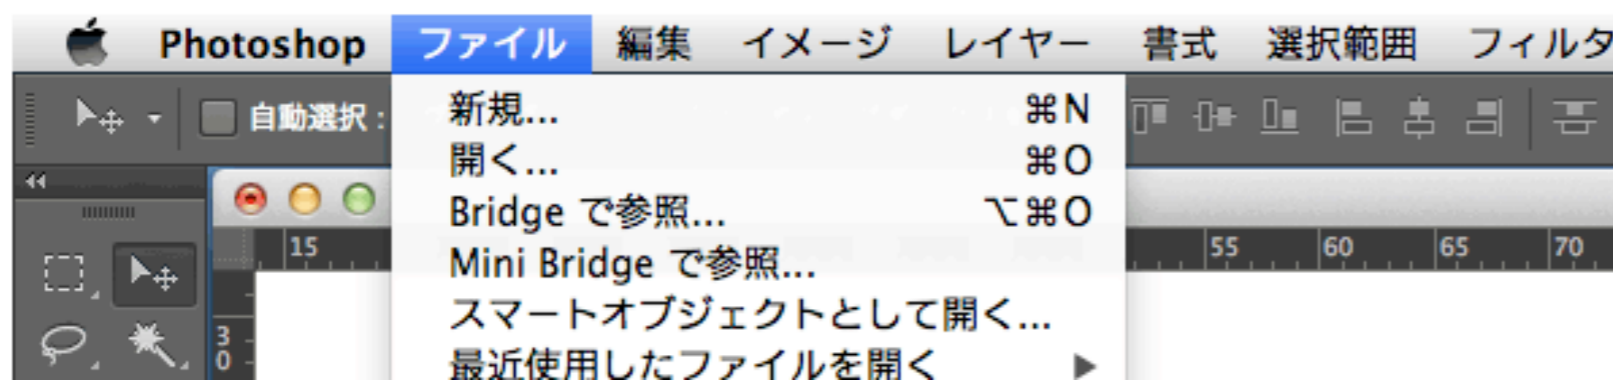 Photoshop ファイル 編集 イメージ レイヤー 書式 選択範囲 フィルタ
自動選択:
新規... ⌘N
開く... ⌘O
Bridge で参照... ⌥⌘O
Mini Bridge で参照...
スマートオブジェクトとして開く...
最近使用したファイルを開く ▶
15 55 60 65 70
30